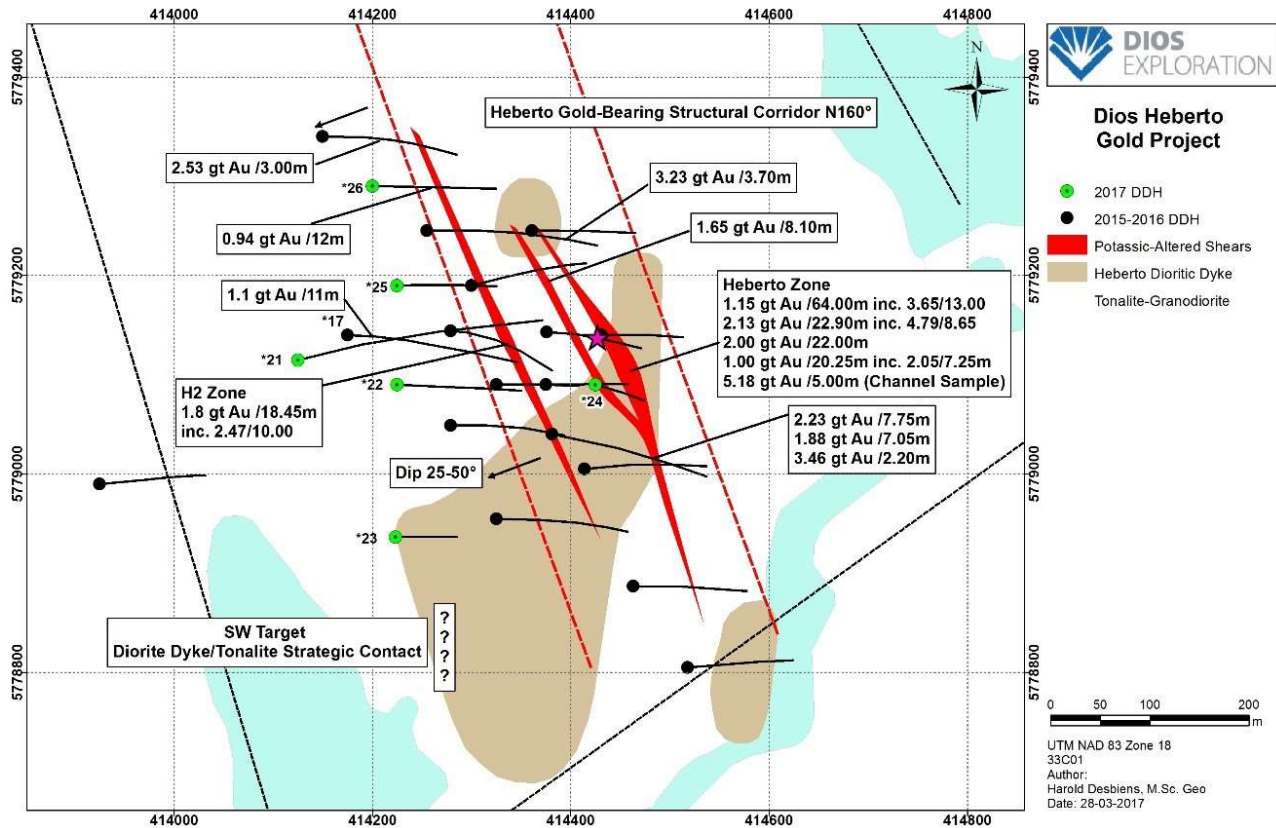 414000
414200
414400
414600
414800
DIOS
EXPLORATION
N
5779400
5779400
Heberto Gold-Bearing Structural Corridor N160°
Dios Heberto
Gold Project
2.53 gt Au /3.00m
*26
3.23 gt Au /3.70m
2017 DDH
2015-2016 DDH
0.94 gt Au /12m
1.65 gt Au /8.10m
Potassic-Altered Shears
5779200
5779200
Heberto Dioritic Dyke
Tonalite-Granodiorite
*25
1.1 gt Au /11m
*17
Heberto Zone
1.15 gt Au /64.00m inc. 3.65/13.00
2.13 gt Au /22.90m inc. 4.79/8.65
2.00 gt Au /22.00m
1.00 gt Au /20.25m inc. 2.05/7.25m
5.18 gt Au /5.00m (Channel Sample)
*21
*22
*24
H2 Zone
1.8 gt Au /18.45m
inc. 2.47/10.00
2.23 gt Au /7.75m
1.88 gt Au /7.05m
3.46 gt Au /2.20m
5779000
5779000
Dip 25-50°
*23
SW Target
Diorite Dyke/Tonalite Strategic Contact
?
?
?
?
5778800
5778800
0
50
100
200
m
UTM NAD 83 Zone 18
33C01
Author:
Harold Desbiens, M.Sc. Geo
Date: 28-03-2017
414000
414200
414400
414600
414800